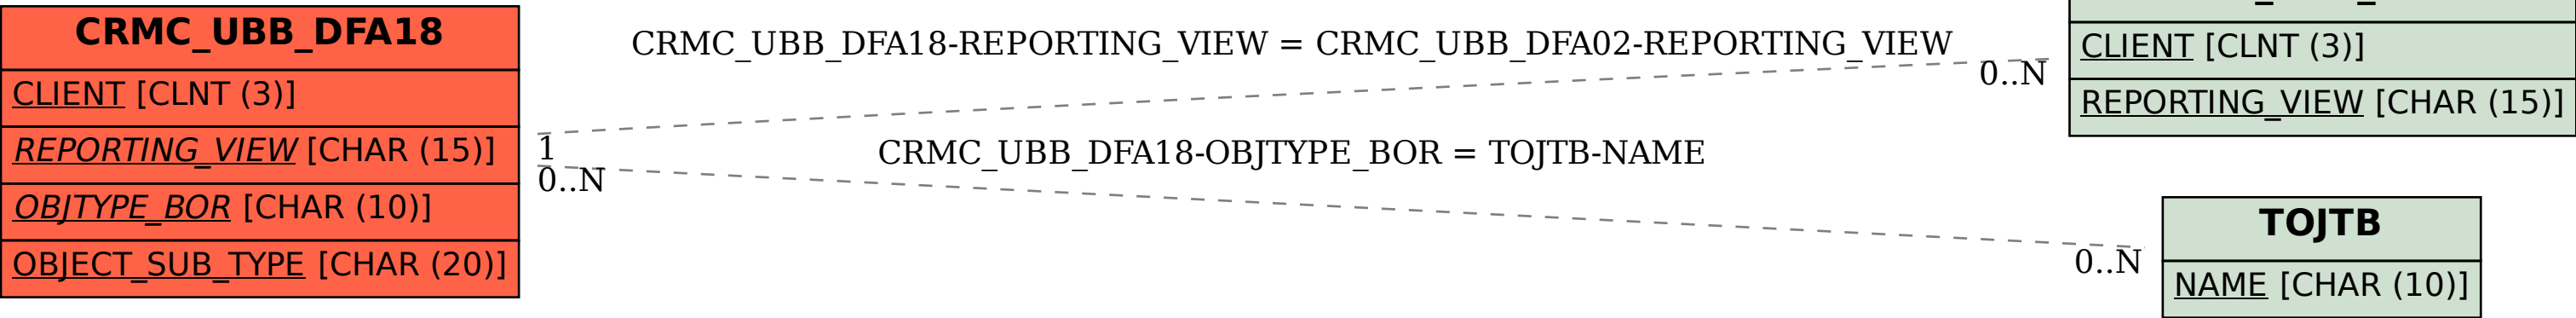 CRMC_UBB_DFA18
CLIENT [CLNT (3)]
REPORTING_VIEW [CHAR (15)]
OBJTYPE_BOR [CHAR (10)]
OBJECT_SUB_TYPE [CHAR (20)]
CRMC_UBB_DFA18-REPORTING_VIEW = CRMC_UBB_DFA02-REPORTING_VIEW
0..N
1
CRMC_UBB_DFA18-OBJTYPE_BOR = TOJTB-NAME
0..N
0..N
CLIENT [CLNT (3)]
REPORTING_VIEW [CHAR (15)]
TOJTB
NAME [CHAR (10)]